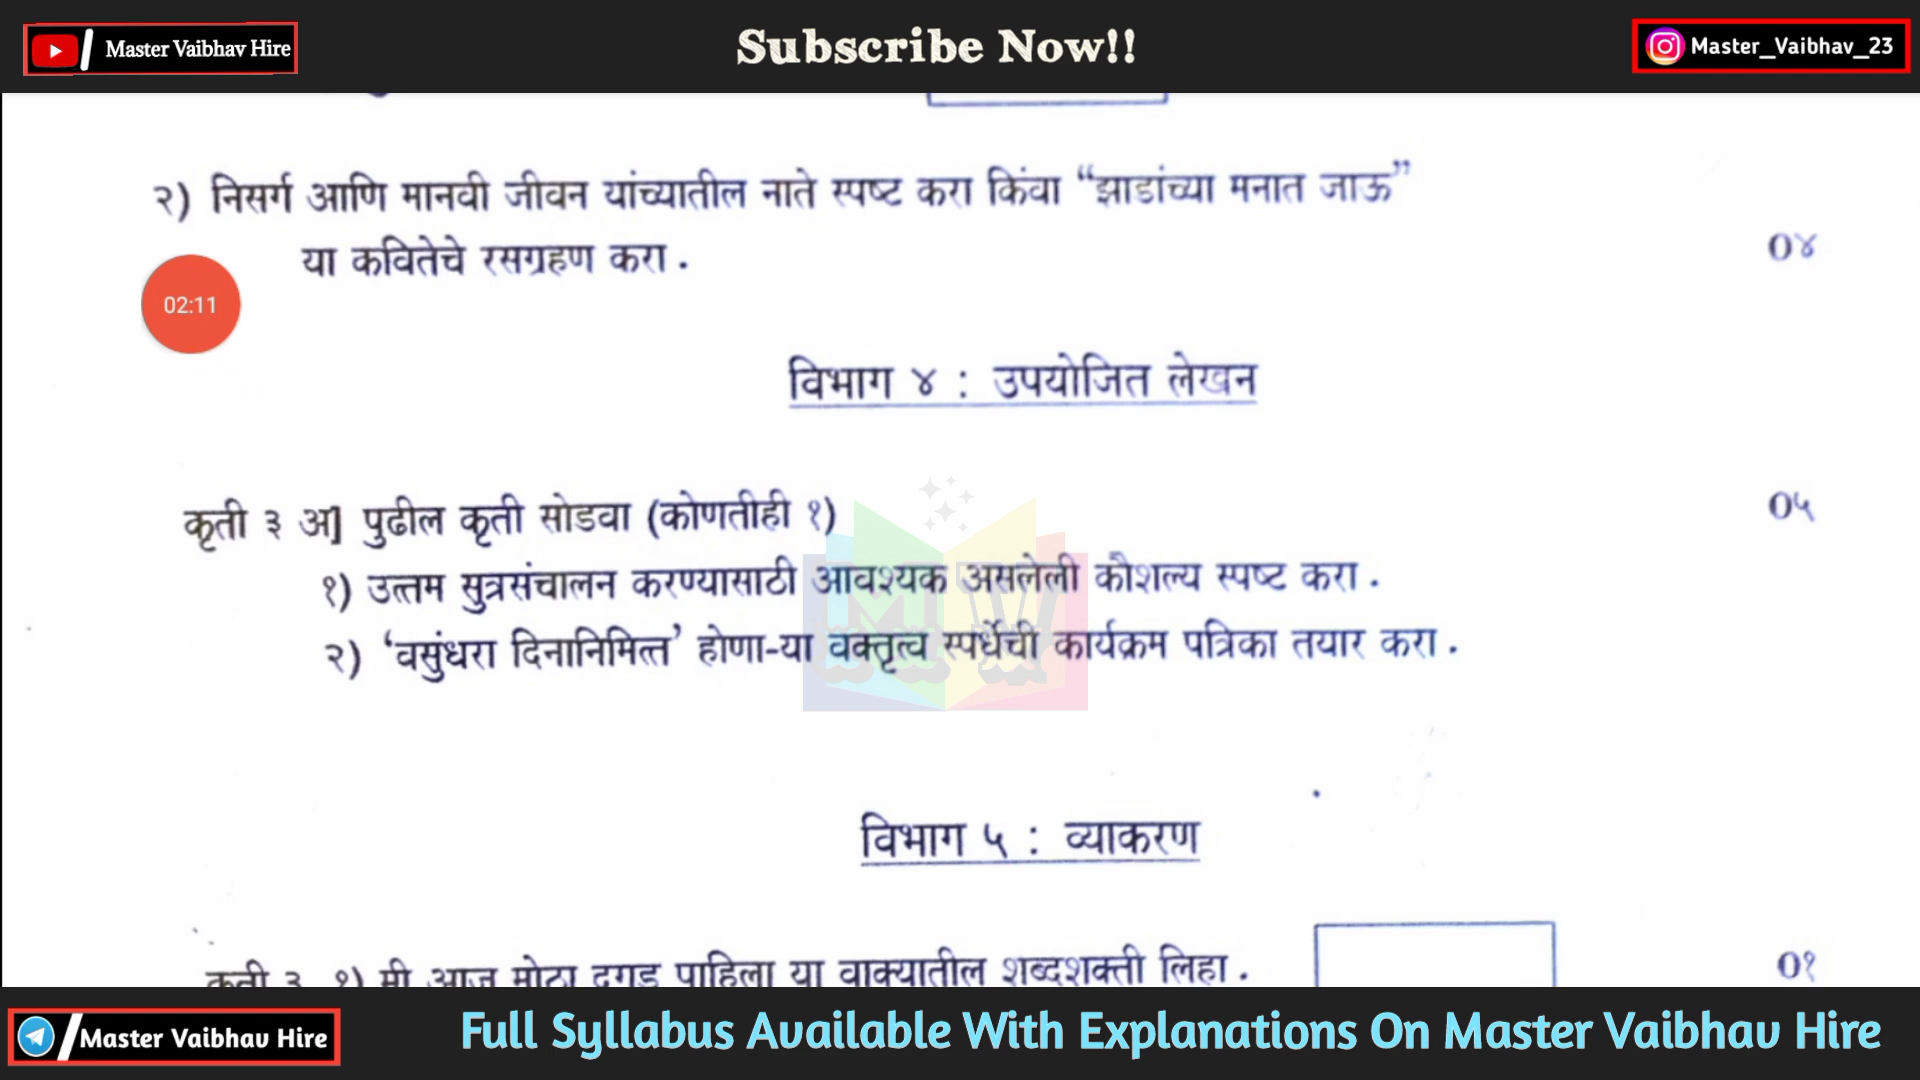 Master Vaibhav Hire
Subscribe Now!!
Master_Vaibhav_23
२) निसर्ग आणि मानवी जीवन यांच्यातील नाते स्पष्ट करा किंवा “झाडांच्या मनात जाऊ”
या कवितेचे रसग्रहण करा .
०४
02:11
विभाग ४ : उपयोजित लेखन
कृती ३ अ] पुढील कृती सोडवा (कोणतीही १)
०५
१) उत्तम सुत्रसंचालन करण्यासाठी आवश्यक असलेली कौशल्य स्पष्ट करा .
२) ‘वसुंधरा दिनानिमित्त’ होणा-या वक्तृत्व स्पर्धेची कार्यक्रम पत्रिका तयार करा .
विभाग ५ : व्याकरण
कृती ३ १) मी आज मोठा दगड पाहिला या वाक्यातील शब्दशक्ती लिहा .
०१
Master Vaibhav Hire
Full Syllabus Available With Explanations On Master Vaibhav Hire